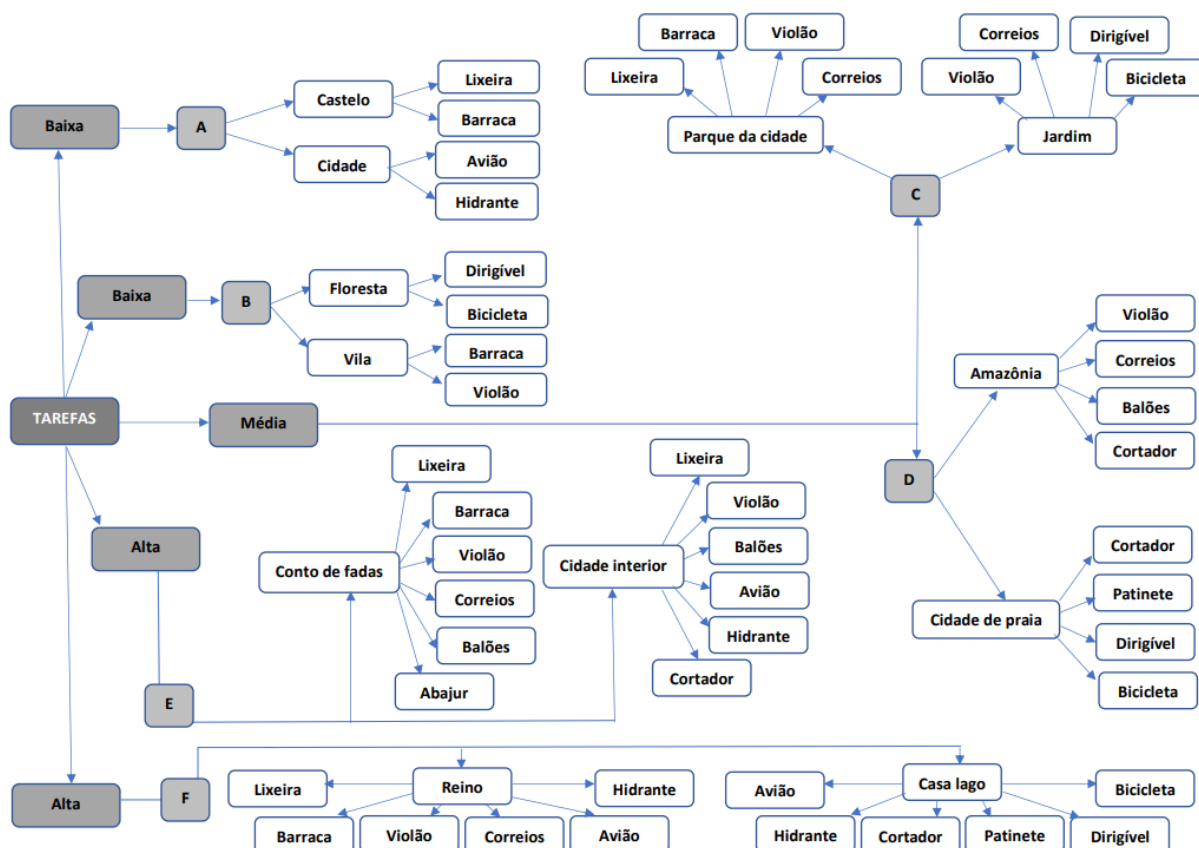 Barraca
Violão
Correios
Dirigível
Lixeira
Correios
Violão
Bicicleta
Parque da cidade
Jardim
C
Baixa
A
Castelo
Lixeira
Barraca
Cidade
Avião
Hidrante
Baixa
B
Floresta
Dirigível
Bicicleta
Vila
Barraca
Violão
TAREFAS
Média
D
Amazônia
Violão
Correios
Balões
Cortador
Cidade de praia
Cortador
Patinete
Dirigível
Bicicleta
Alta
E
Conto de fadas
Lixeira
Barraca
Violão
Correios
Balões
Abajur
Cidade interior
Lixeira
Violão
Balões
Avião
Hidrante
Cortador
Alta
F
Reino
Lixeira
Hidrante
Barraca
Violão
Correios
Avião
Casa lago
Avião
Bicicleta
Hidrante
Cortador
Patinete
Dirigível